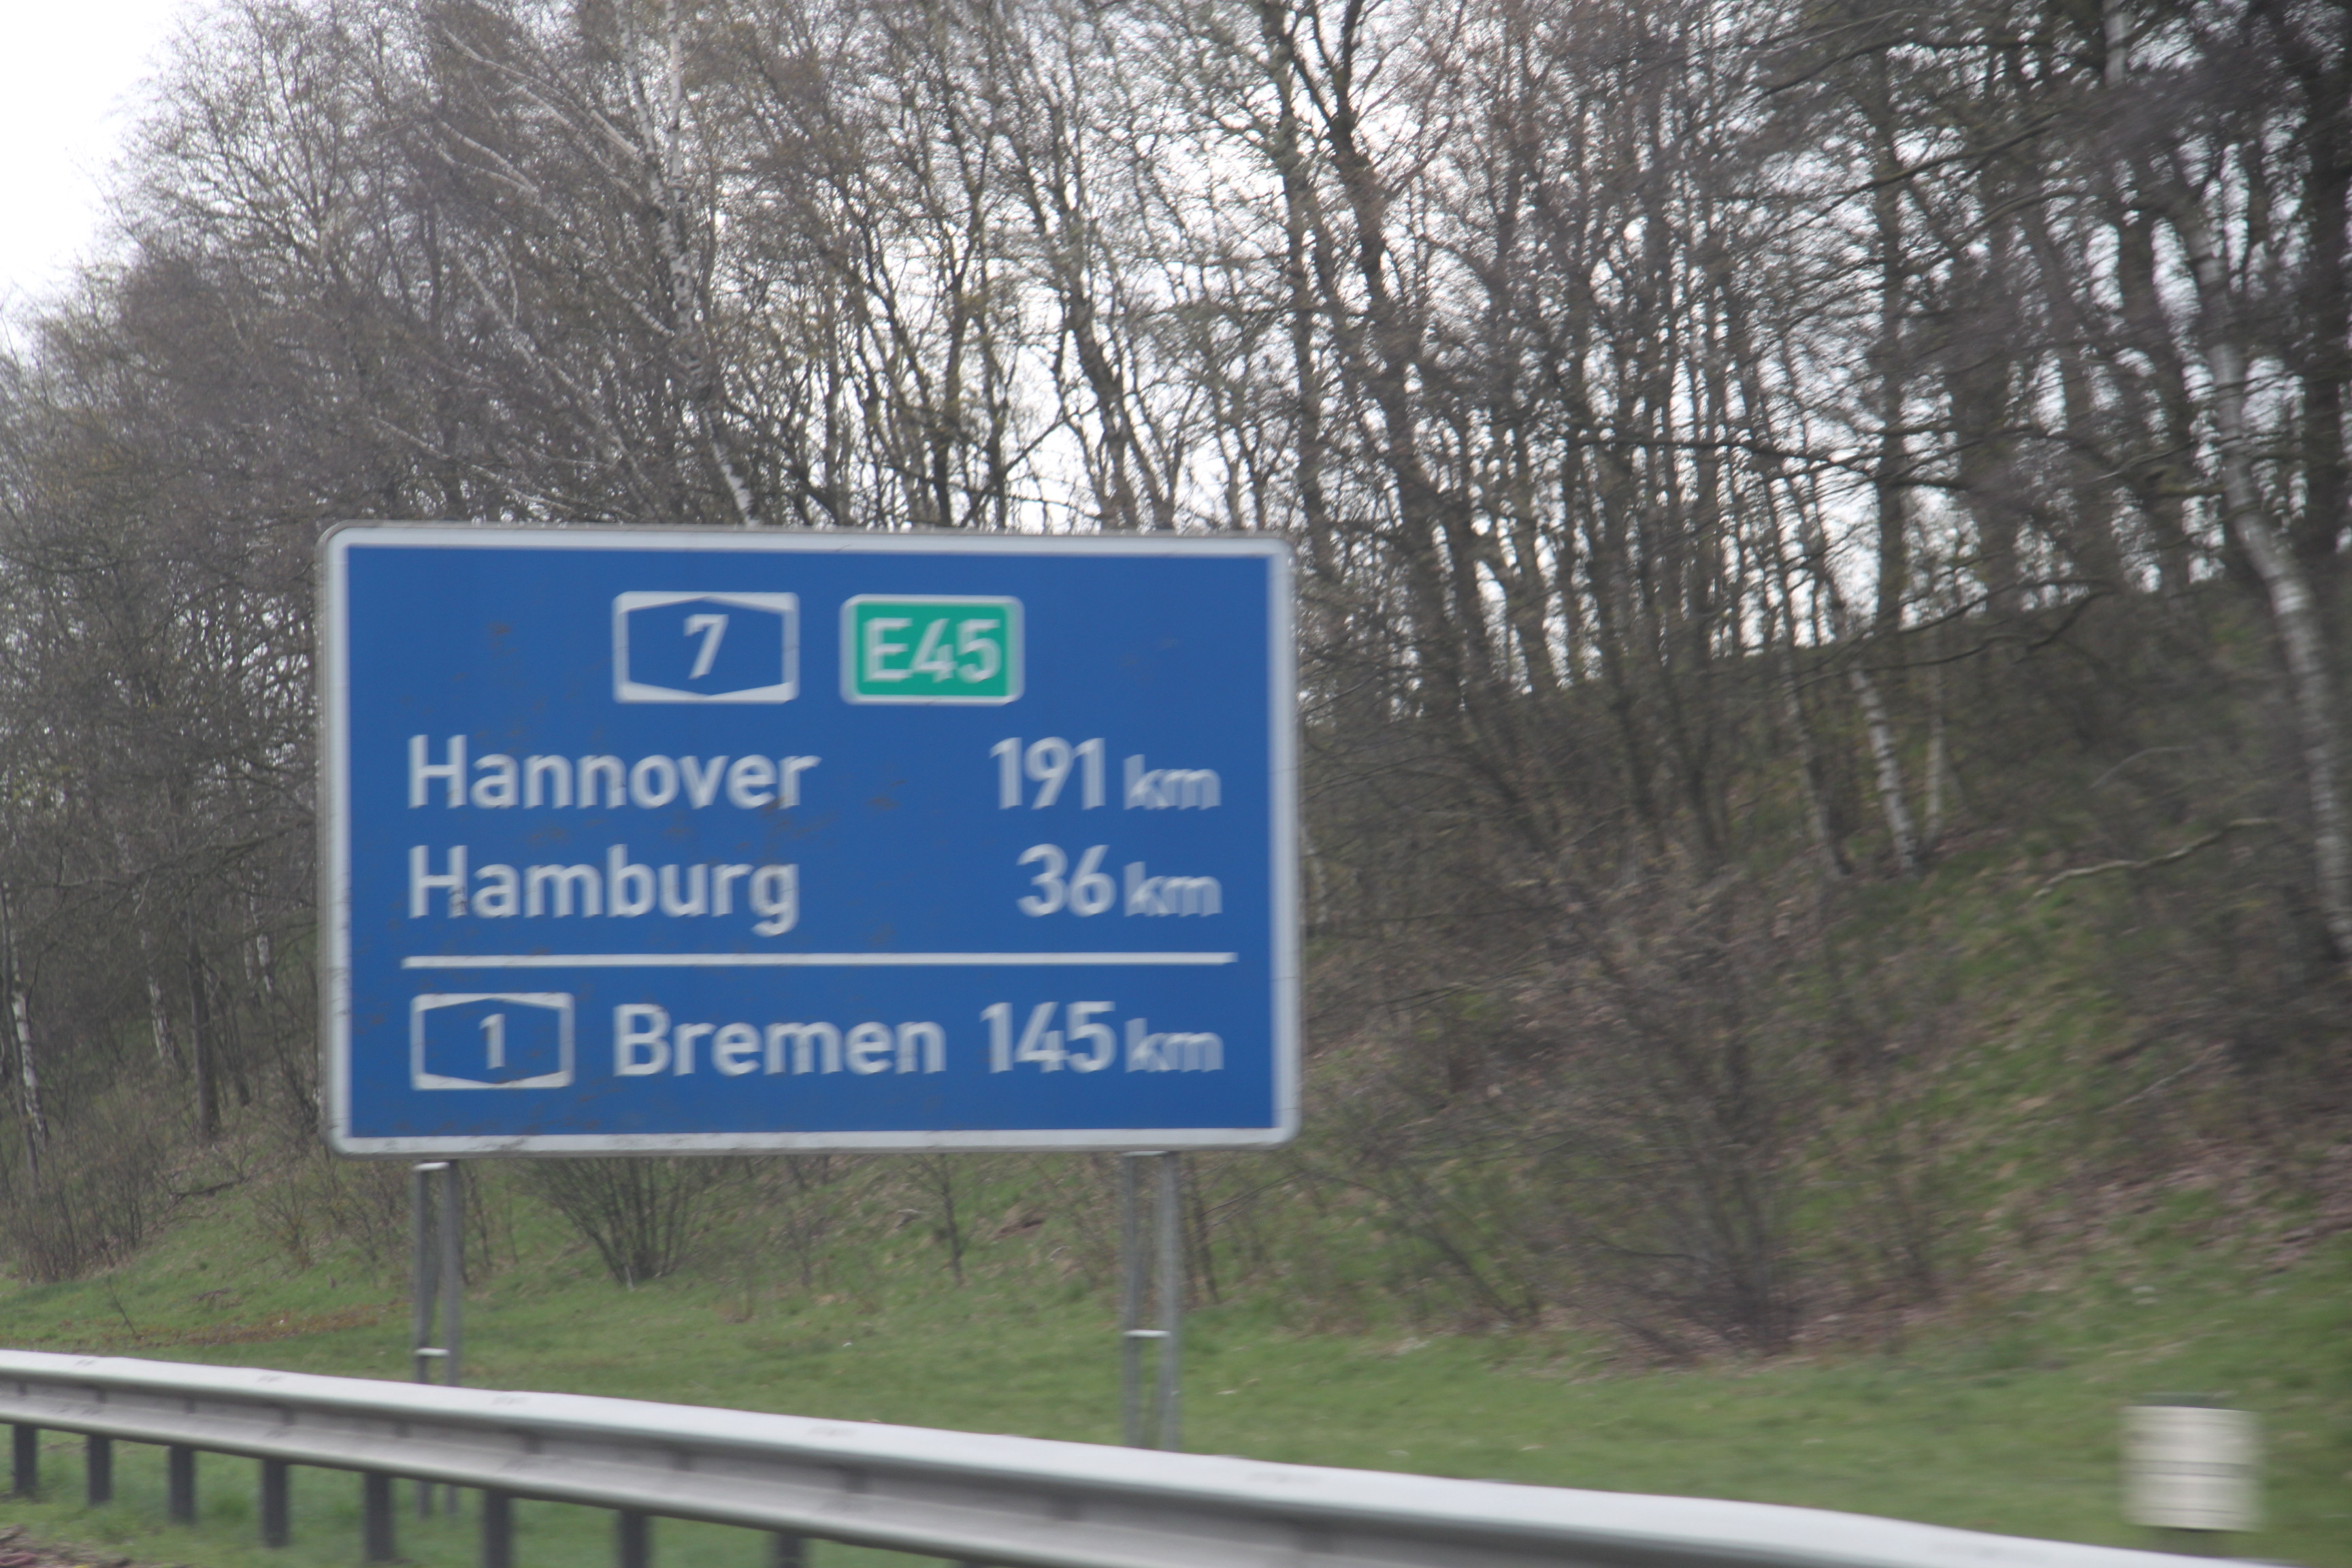 7 E45
Hannover 191 km
Hamburg 36 km
1 Bremen 145 km